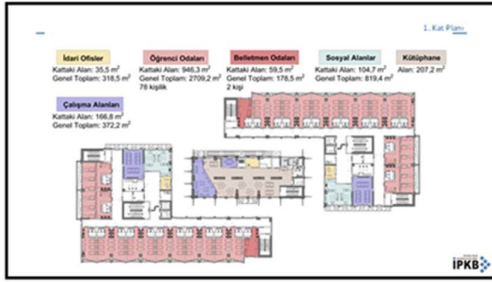 1. Kat Planı
İdari Ofisler
Kattaki Alan: 35,5 m²
Genel Toplam: 318,5 m²
Öğrenci Odaları
Kattaki Alan: 946,3 m²
Genel Toplam: 2709,2 m²
78 kişilik
Belletmen Odaları
Kattaki Alan: 59,5 m²
Genel Toplam: 178,5 m²
2 kişi
Sosyal Alanlar
Kattaki Alan: 104,7 m²
Genel Toplam: 819,4 m²
Kütüphane
Alan: 207,2 m²
Çalışma Alanları
Kattaki Alan: 166,8 m²
Genel Toplam: 372,2 m²
İPKB